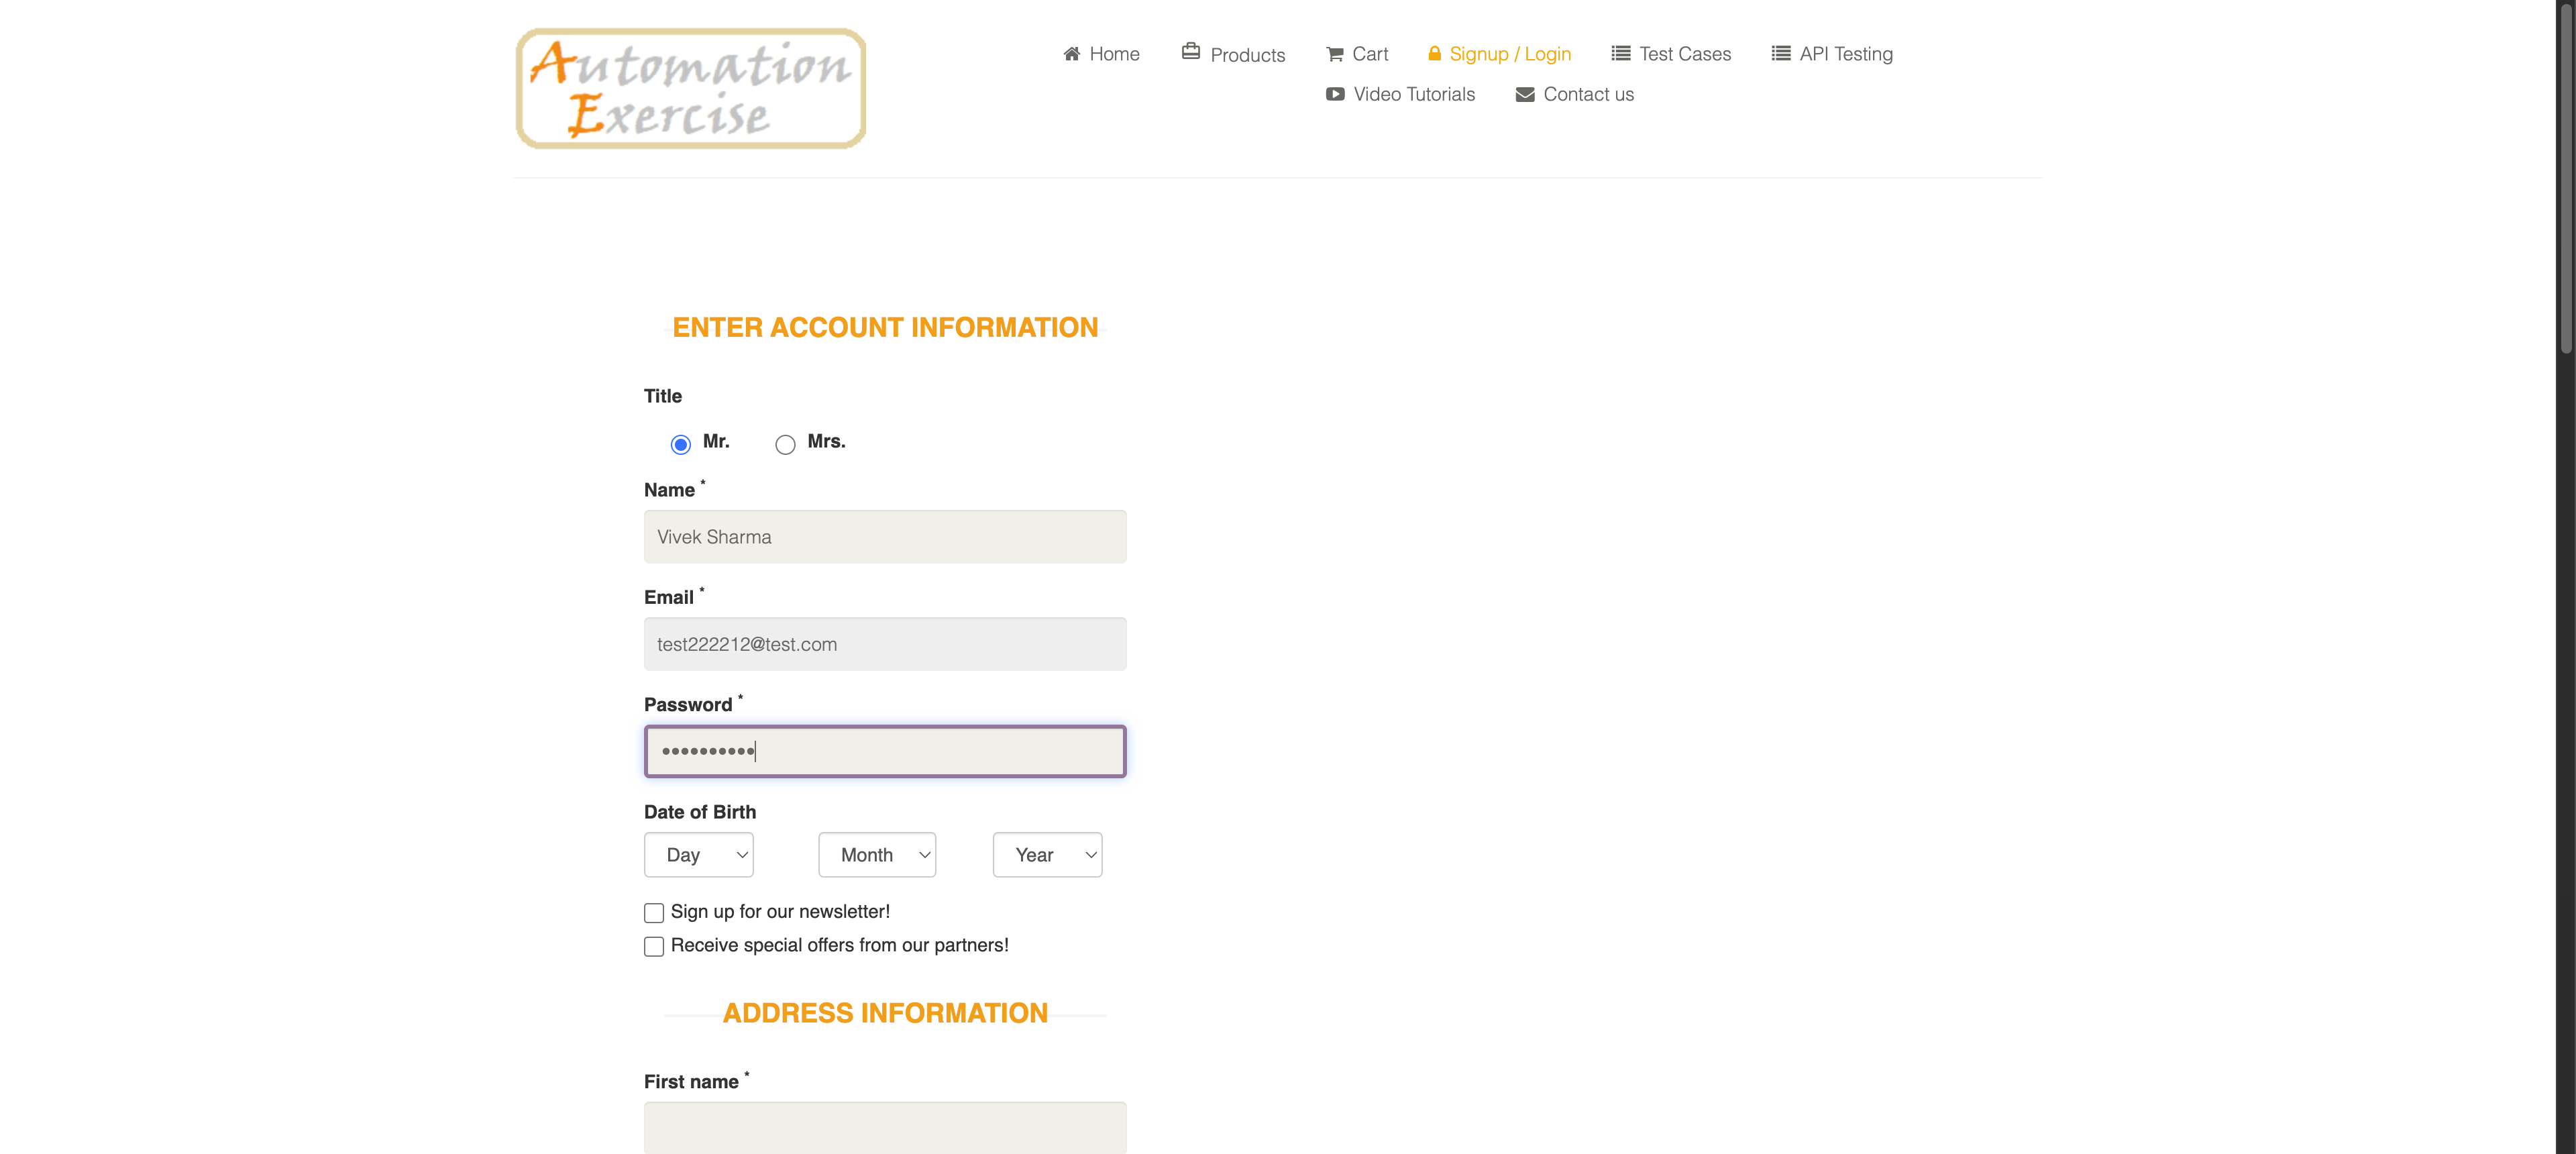 Automation
Exercise
Home Products Cart Signup / Login Test Cases API Testing
Video Tutorials Contact us
ENTER ACCOUNT INFORMATION
Title
Mr. Mrs.
Name *
Vivek Sharma
Email *
test222212@test.com
Password *
••••••••••
Date of Birth
Day Month Year
Sign up for our newsletter!
Receive special offers from our partners!
ADDRESS INFORMATION
First name *